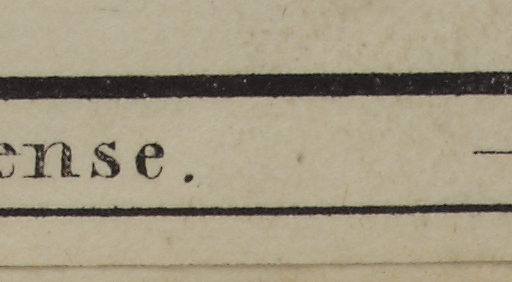 ense. —